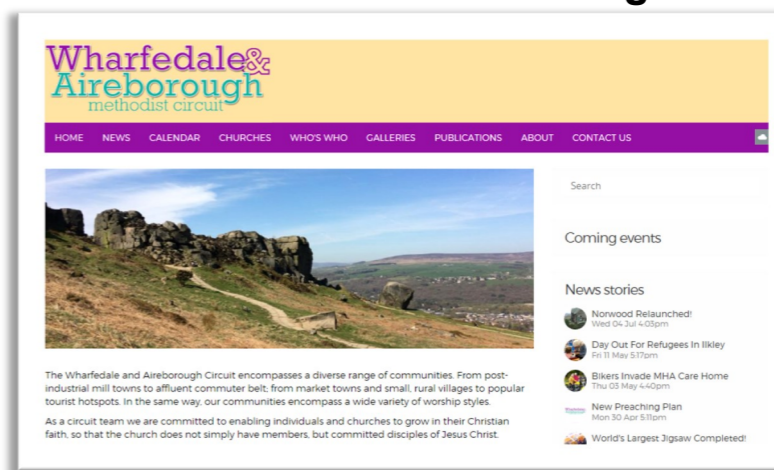 Wharfedale&
Aireborough
methodist circuit
HOME NEWS CALENDAR CHURCHES WHO'S WHO GALLERIES PUBLICATIONS ABOUT CONTACT US
Search
Coming events
News stories
Norwood Relaunched!
Wed 04 Jul 4:03pm
Day Out For Refugees In Ilkley
Fri 11 May 5:17pm
Bikers Invade MHA Care Home
Thu 03 May 4:40pm
New Preaching Plan
Mon 30 Apr 5:11pm
World's Largest Jigsaw Completed!
The Wharfedale and Aireborough Circuit encompasses a diverse range of communities. From post-
industrial mill towns to affluent commuter belt; from market towns and small, rural villages to popular
tourist hotspots. In the same way, our communities encompass a wide variety of worship styles.
As a circuit team we are committed to enabling individuals and churches to grow in their Christian
faith, so that the church does not simply have members, but committed disciples of Jesus Christ.